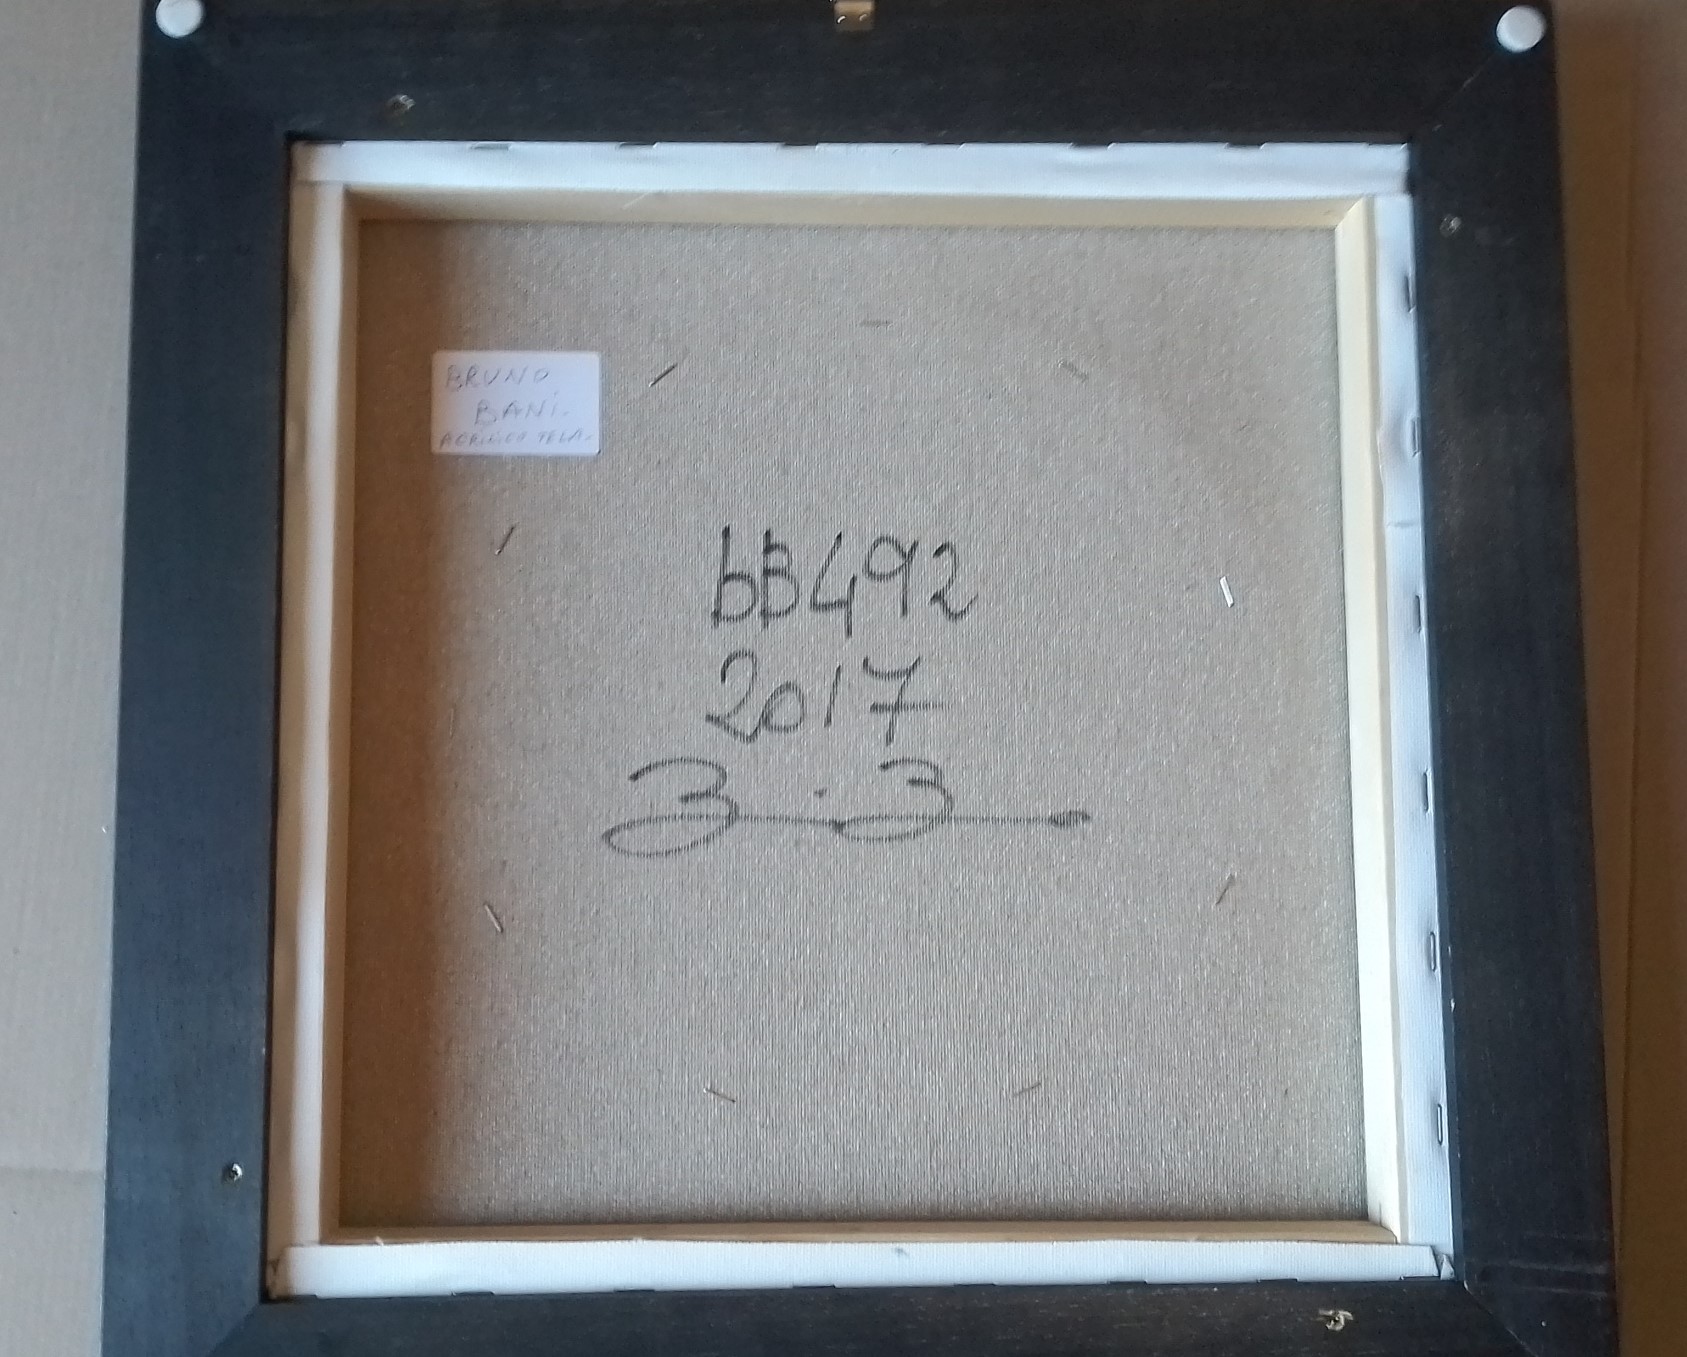 BRUNO
BANI.
ACRILICO TELA.
bB492
2017